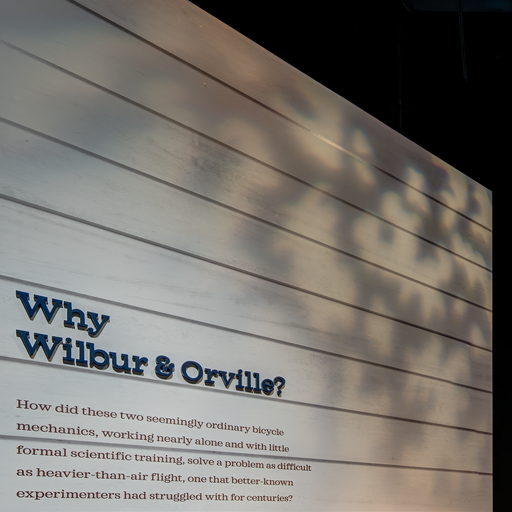 Why
Wilbur & Orville?
How did these two seemingly ordinary bicycle
mechanics, working nearly alone and with little
formal scientific training, solve a problem as difficult
as heavier-than-air flight, one that better-known
experimenters had struggled with for centuries?